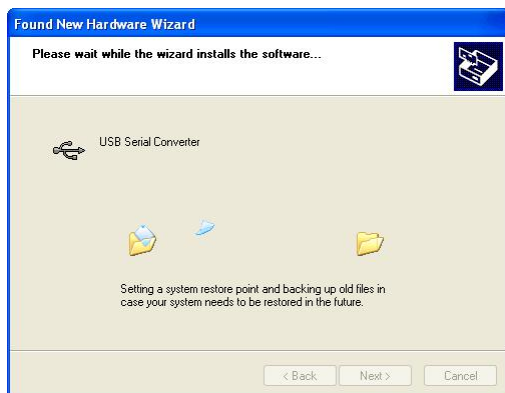 Found New Hardware Wizard
Please wait while the wizard installs the software...
USB Serial Converter
Setting a system restore point and backing up old files in
case your system needs to be restored in the future.
< Back Next > Cancel